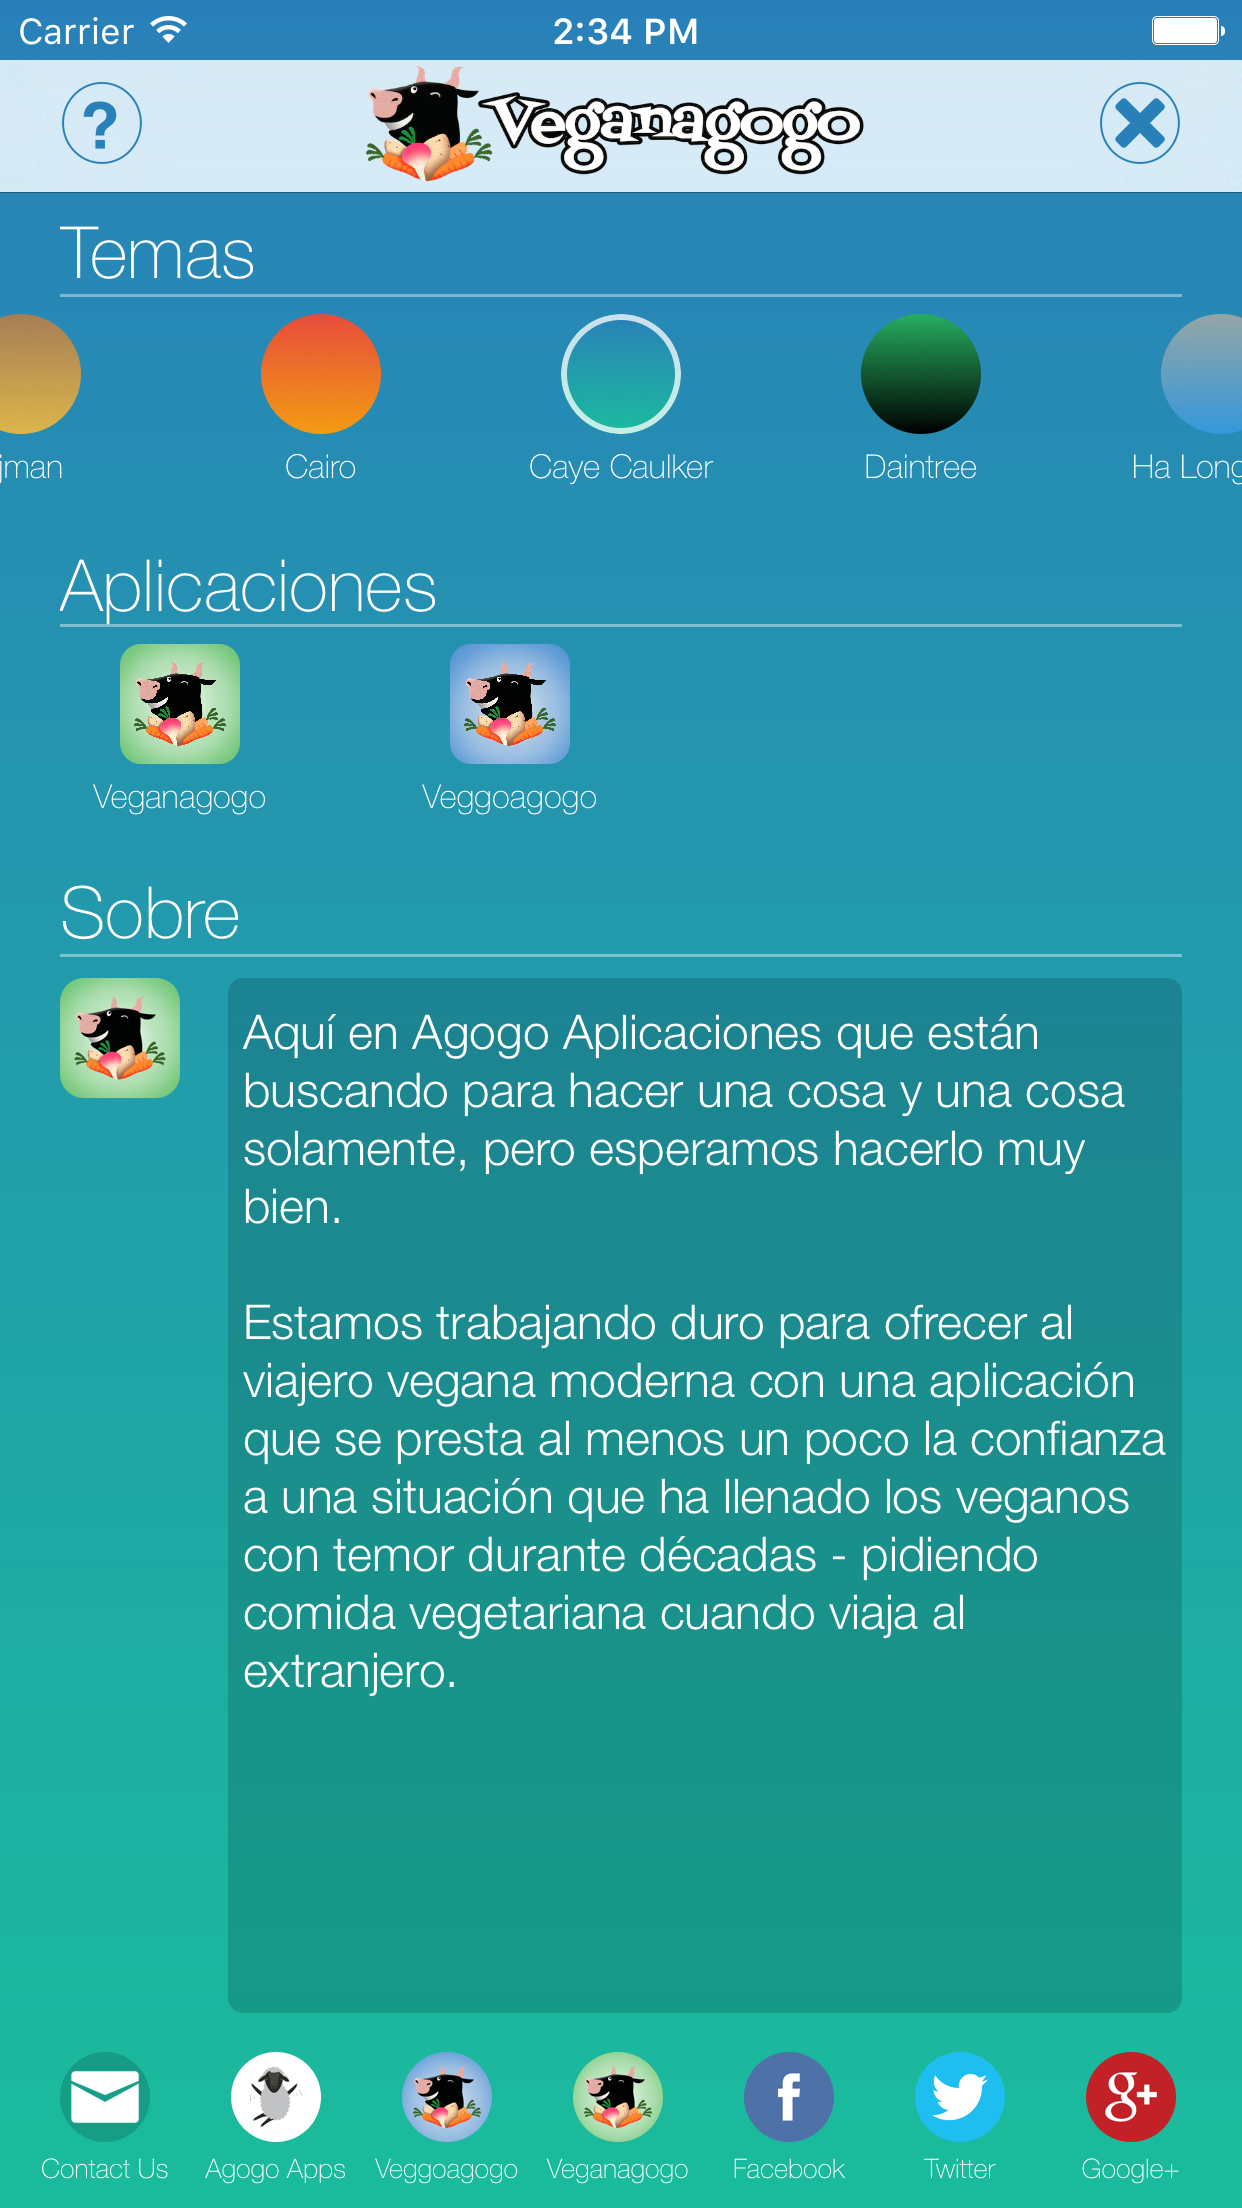 Carrier 2:34 PM
? Veganagogo
Temas
jman Cairo Caye Caulker Daintree Ha Long
Aplicaciones
Veganagogo Veggoagogo
Sobre
Aquí en Agogo Aplicaciones que están
buscando para hacer una cosa y una cosa
solamente, pero esperamos hacerlo muy
bien.
Estamos trabajando duro para ofrecer al
viajero vegana moderna con una aplicación
que se presta al menos un poco la confianza
a una situación que ha llenado los veganos
con temor durante décadas - pidiendo
comida vegetariana cuando viaja al
extranjero.
f g+
Contact Us Agogo Apps Veggoagogo Veganagogo Facebook Twitter Google+